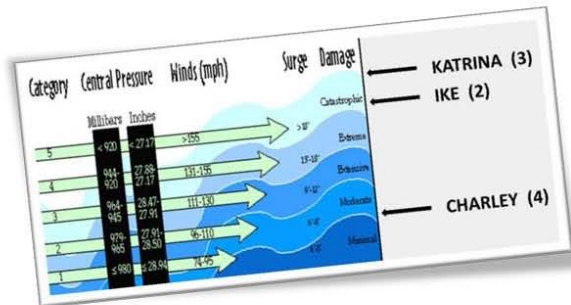 Category Central Pressure Winds (mph) Surge Damage
Millibars Inches
5 < 920 < 27.17 >155 >18' Catastrophic
4 944-920 27.88-27.17 131-155 13'-18' Extreme
3 964-945 28.47-27.91 111-130 9'-12' Extensive
2 979-965 27.91-28.50 96-110 6'-8' Moderate
1 ≤ 980 ≤ 28.94 74-95 Minimal
KATRINA (3)
IKE (2)
CHARLEY (4)